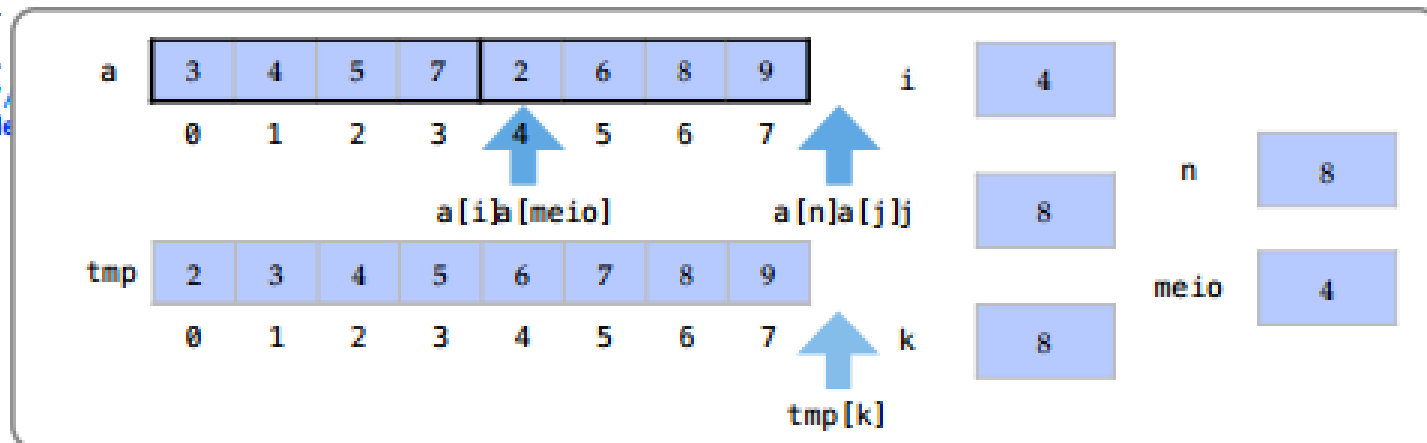 a 3 4 5 7 2 6 8 9 i 4
0 1 2 3 4 5 6 7
n 8
a[i]a[meio] a[n]a[j]j 8
tmp 2 3 4 5 6 7 8 9
meio 4
0 1 2 3 4 5 6 7 k 8
tmp[k]